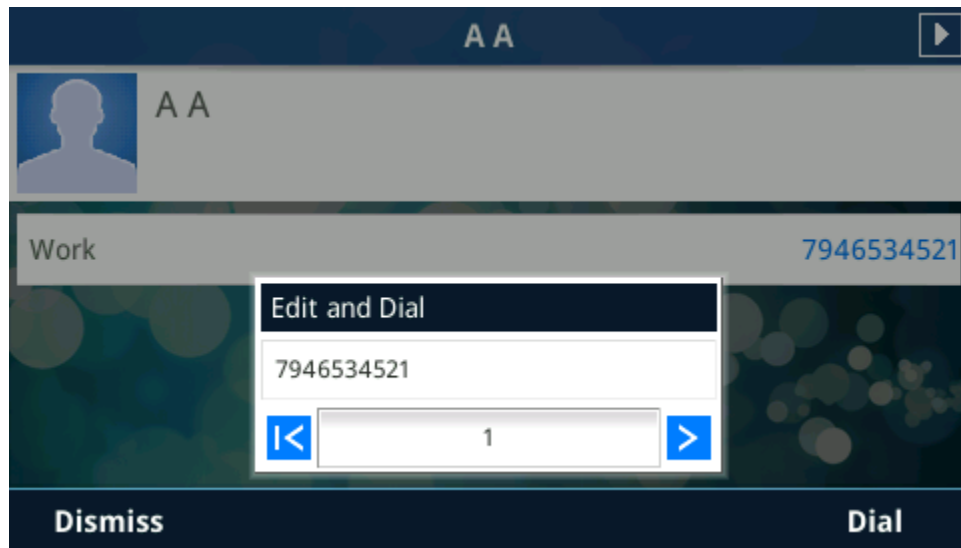 A A
A A
Work 7946534521
Edit and Dial
7946534521
1
Dismiss Dial